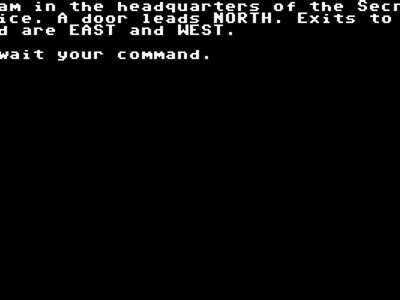 am in the headquarters of the Secr
ice. A door leads NORTH. Exits to
d are EAST and WEST.
wait your command.